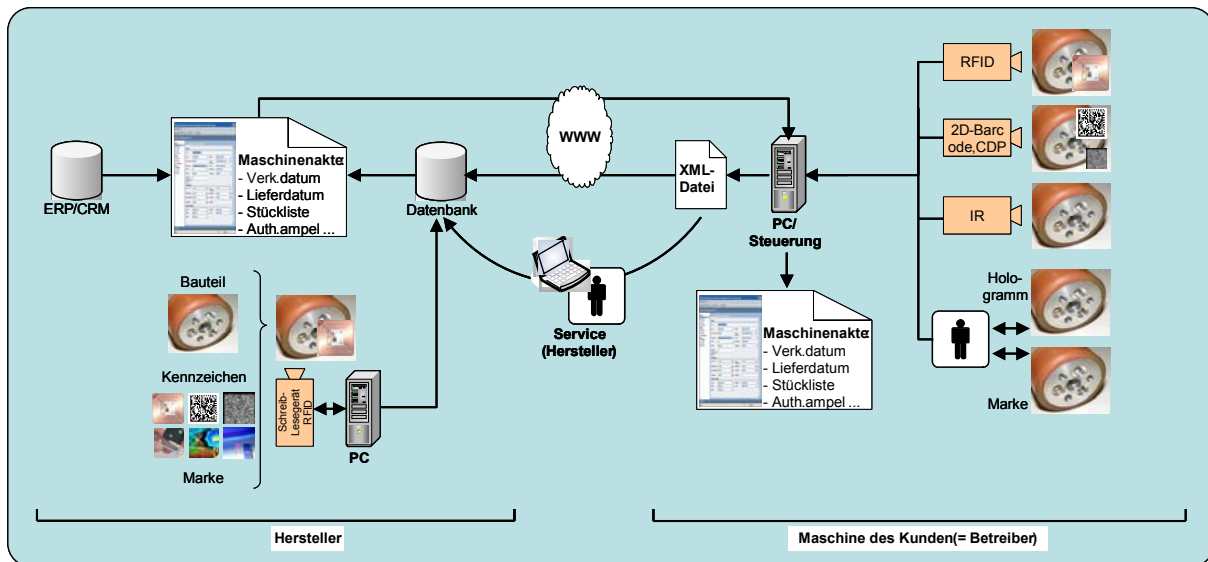 RFID
2D-Barc
ode,CDP
IR
Holo-
gramm
Marke
WWW
XML-
Datei
PC/
Steuerung
ERP/CRM
Maschinenakte
- Verk.datum
- Lieferdatum
- Stückliste
- Auth.ampel ...
Datenbank
Service
(Hersteller)
Maschinenakte
- Verk.datum
- Lieferdatum
- Stückliste
- Auth.ampel ...
Bauteil
Kennzeichen
Marke
Schreib-
Lesegerät
RFID
PC
Hersteller
Maschine des Kunden(= Betreiber)